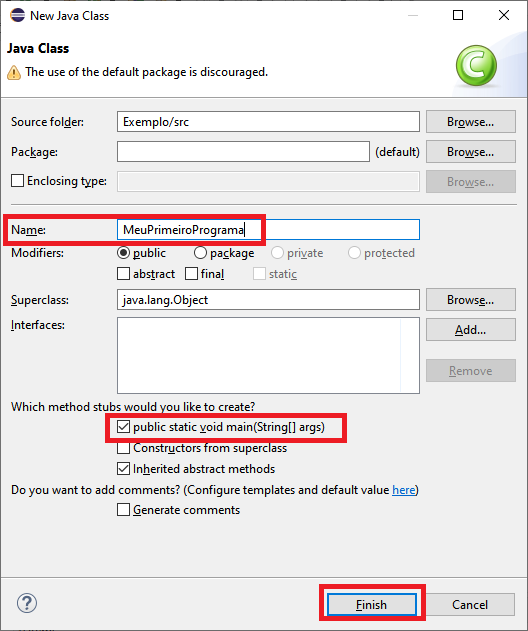 New Java Class
Java Class
The use of the default package is discouraged.
Source folder: Exemplo/src Browse...
Package: (default) Browse...
Enclosing type: Browse...
Name: MeuPrimeiroPrograma
Modifiers: public package private protected
abstract final static
Superclass: java.lang.Object Browse...
Interfaces: Add...
Remove
Which method stubs would you like to create?
public static void main(String[] args)
Constructors from superclass
Inherited abstract methods
Do you want to add comments? (Configure templates and default value here)
Generate comments
? Finish Cancel